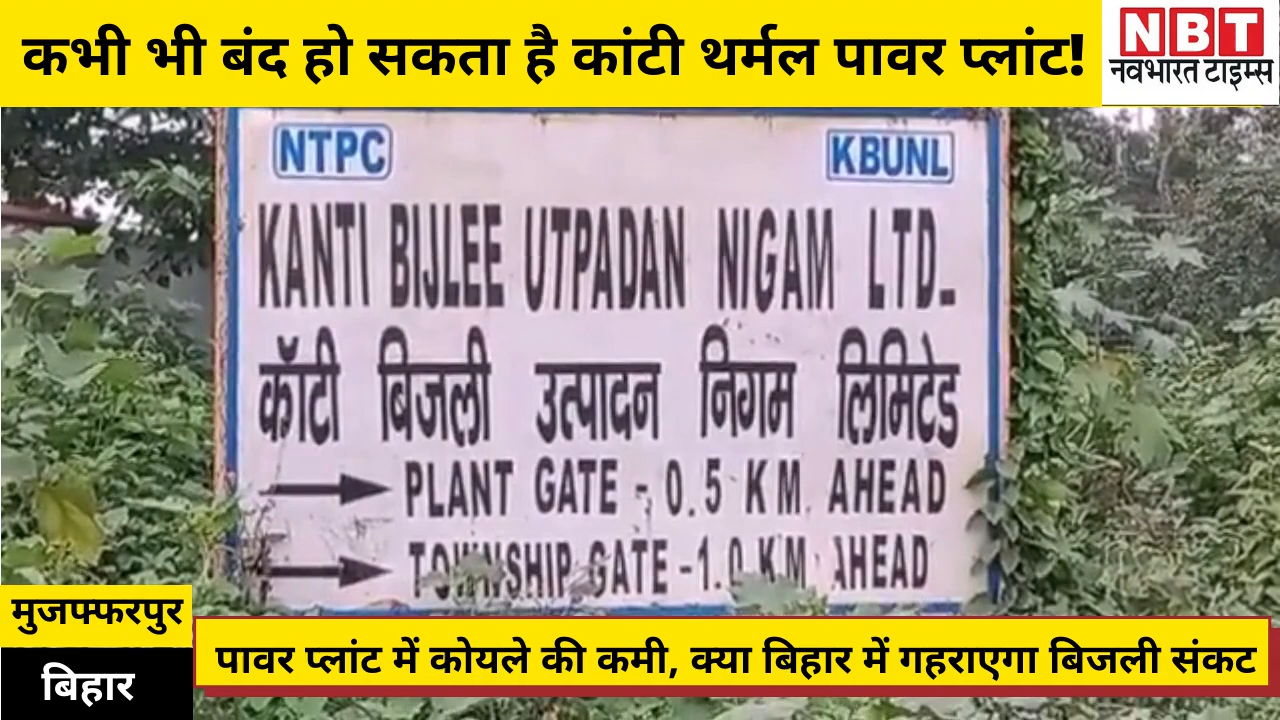 कभी भी बंद हो सकता है कांटी थर्मल पावर प्लांट!
NBT
नवभारत टाइम्स
NTPC
KBUNL
KANTI BIJLEE UTPADAN NIGAM LTD.
कॉंटी बिजली उत्पादन निगम लिमिटेड
PLANT GATE - 0.5 KM. AHEAD
TOWNSHIP GATE - 1.0 KM. AHEAD
मुजफ्फरपुर
बिहार
पावर प्लांट में कोयले की कमी, क्या बिहार में गहराएगा बिजली संकट